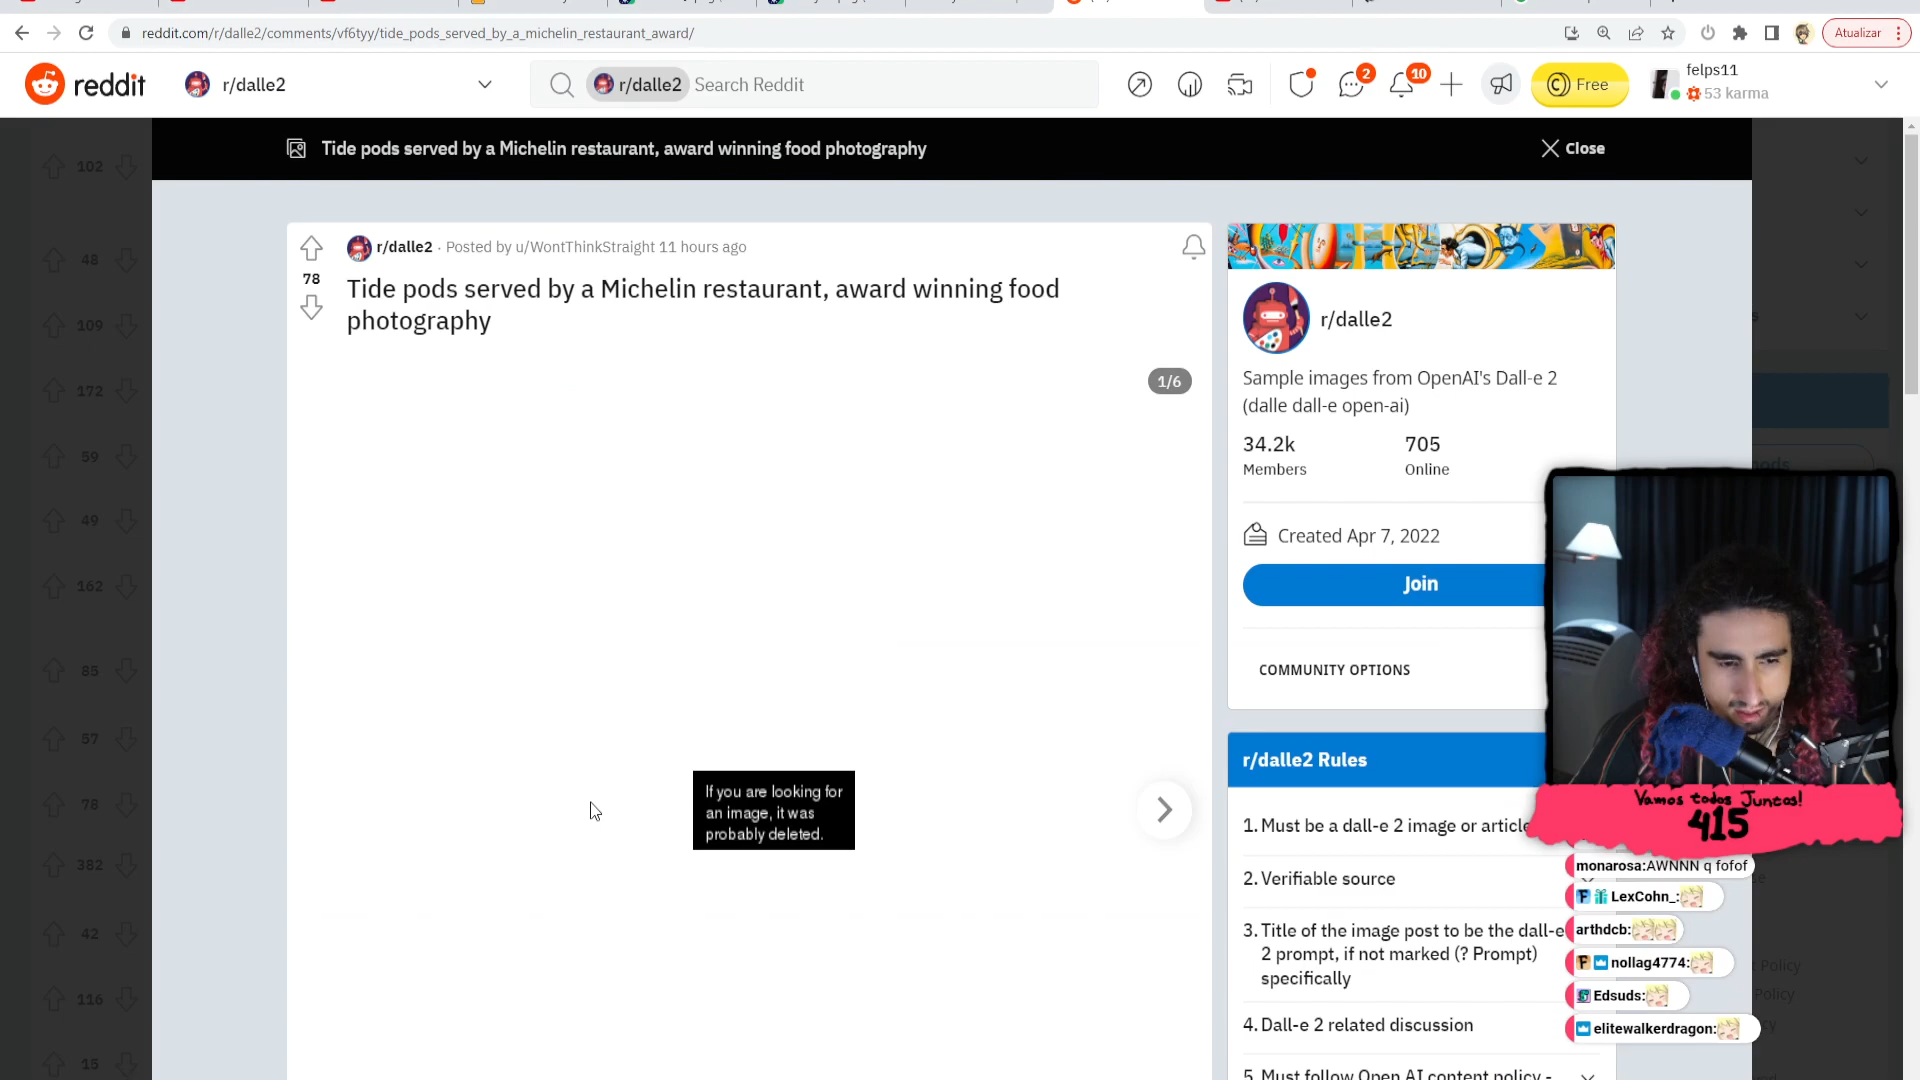 reddit.com/r/dalle2/comments/vf6tyy/tide_pods_served_by_a_michelin_restaurant_award/
Atualizar
reddit
r/dalle2
r/dalle2 Search Reddit
2
10
Free
felps11
53 karma
Tide pods served by a Michelin restaurant, award winning food photography
Close
102
48
109
172
59
49
162
85
57
78
382
42
116
15
r/dalle2 · Posted by u/WontThinkStraight 11 hours ago
78
Tide pods served by a Michelin restaurant, award winning food
photography
1/6
If you are looking for
an image, it was
probably deleted.
r/dalle2
Sample images from OpenAI's Dall-e 2
(dalle dall-e open-ai)
34.2k
705
Members
Online
Created Apr 7, 2022
Join
COMMUNITY OPTIONS
r/dalle2 Rules
1. Must be a dall-e 2 image or article
2. Verifiable source
3. Title of the image post to be the dall-e
2 prompt, if not marked (? Prompt)
specifically
4. Dall-e 2 related discussion
5. Must follow Open AI content policy -
Vamos todos Juntos!
415
monarosa:AWNNN q fofof
LexCohn_:
arthdcb:
nollag4774:
Edsuds:
elitewalkerdragon:
Policy
Policy